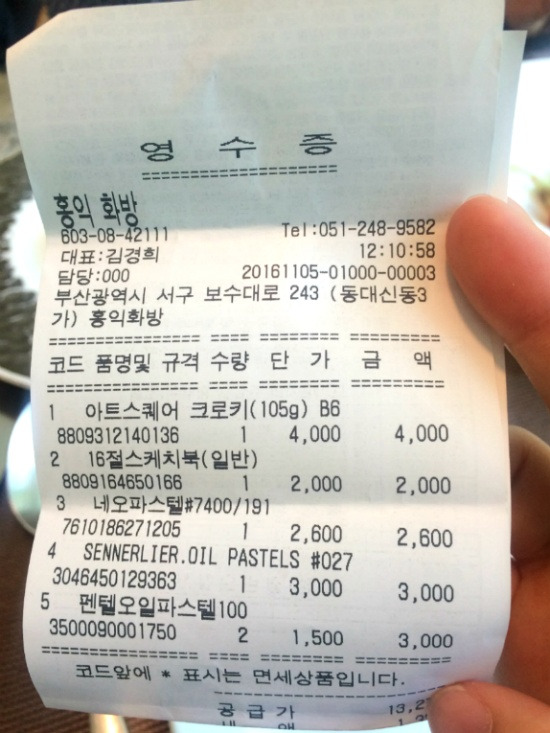 영 수 증
====================
홍익 화방
603-08-42111 Tel:051-248-9582
대표:김경희 12:10:58
담당:000 20161105-01000-00003
부산광역시 서구 보수대로 243 (동대신동3
가) 홍익화방
코드 품명및 규격 수량 단 가 금 액
1 아트스퀘어 크로키(105g) B6
8809312140136 1 4,000 4,000
2 16절스케치북(일반)
8809164650166 1 2,000 2,000
3 네오파스텔#7400/191
7610186271205 1 2,600 2,600
4 SENNERLIER.OIL PASTELS #027
3046450129363 1 3,000 3,000
5 펜텔오일파스텔100
3500090001750 2 1,500 3,000
코드앞에 * 표시는 면세상품입니다.
공 급 가 13,2